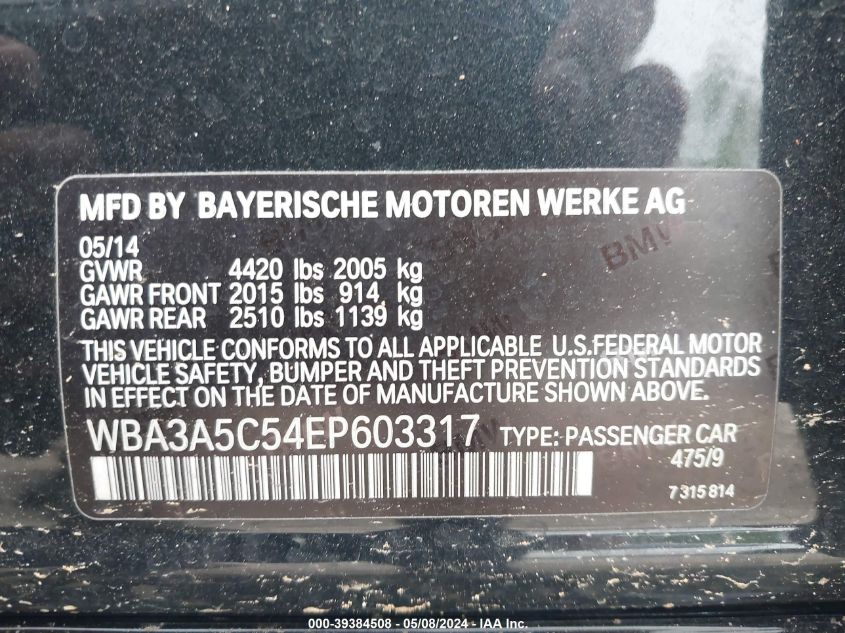 MFD BY BAYERISCHE MOTOREN WERKE AG
05/14
GVWR 4420 lbs 2005 kg
GAWR FRONT 2015 lbs 914 kg
GAWR REAR 2510 lbs 1139 kg
THIS VEHICLE CONFORMS TO ALL APPLICABLE U.S.FEDERAL MOTOR
VEHICLE SAFETY, BUMPER AND THEFT PREVENTION STANDARDS
IN EFFECT ON THE DATE OF MANUFACTURE SHOWN ABOVE.
WBA3A5C54EP603317 TYPE: PASSENGER CAR
475/9
7315814
BMW
000-39384508 - 05/08/2024 - IAA Inc.